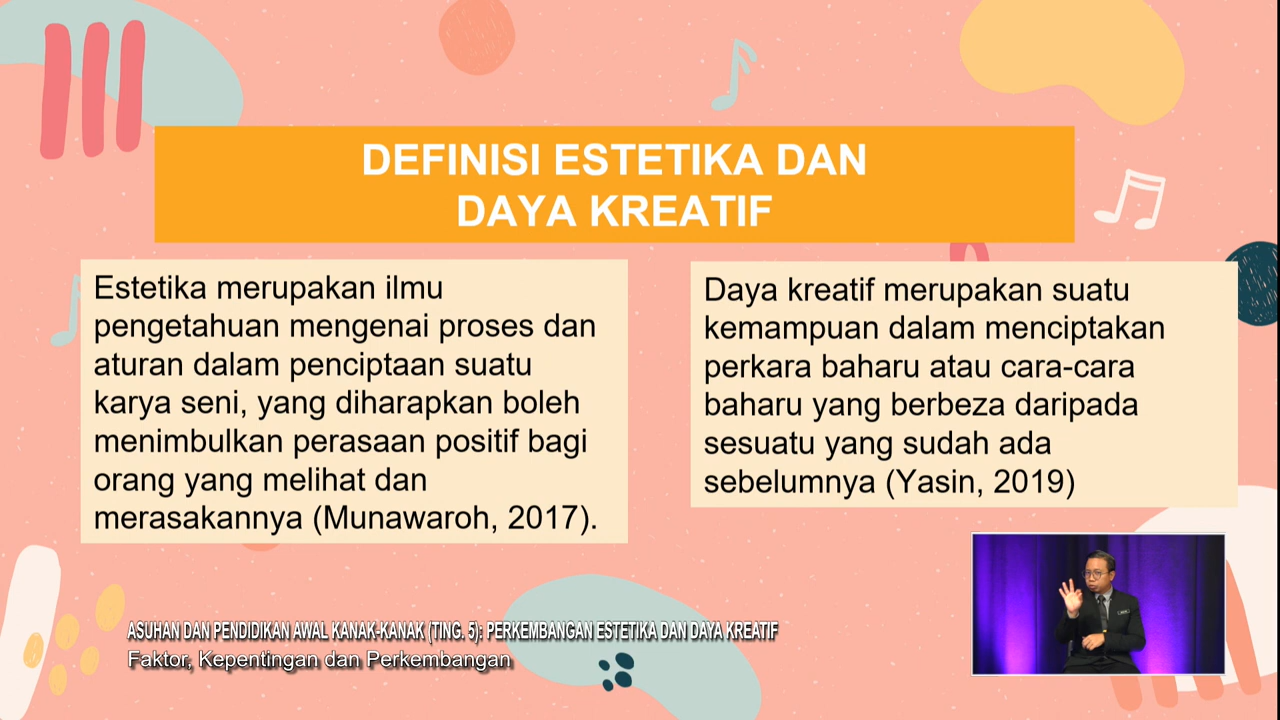 DEFINISI ESTETIKA DAN
DAYA KREATIF
Estetika merupakan ilmu
pengetahuan mengenai proses dan
aturan dalam penciptaan suatu
karya seni, yang diharapkan boleh
menimbulkan perasaan positif bagi
orang yang melihat dan
merasakannya (Munawaroh, 2017).
Daya kreatif merupakan suatu
kemampuan dalam menciptakan
perkara baharu atau cara-cara
baharu yang berbeza daripada
sesuatu yang sudah ada
sebelumnya (Yasin, 2019)
ASUHAN DAN PENDIDIKAN AWAL KANAK-KANAK (TING. 5): PERKEMBANGAN ESTETIKA DAN DAYA KREATIF
Faktor, Kepentingan dan Perkembangan